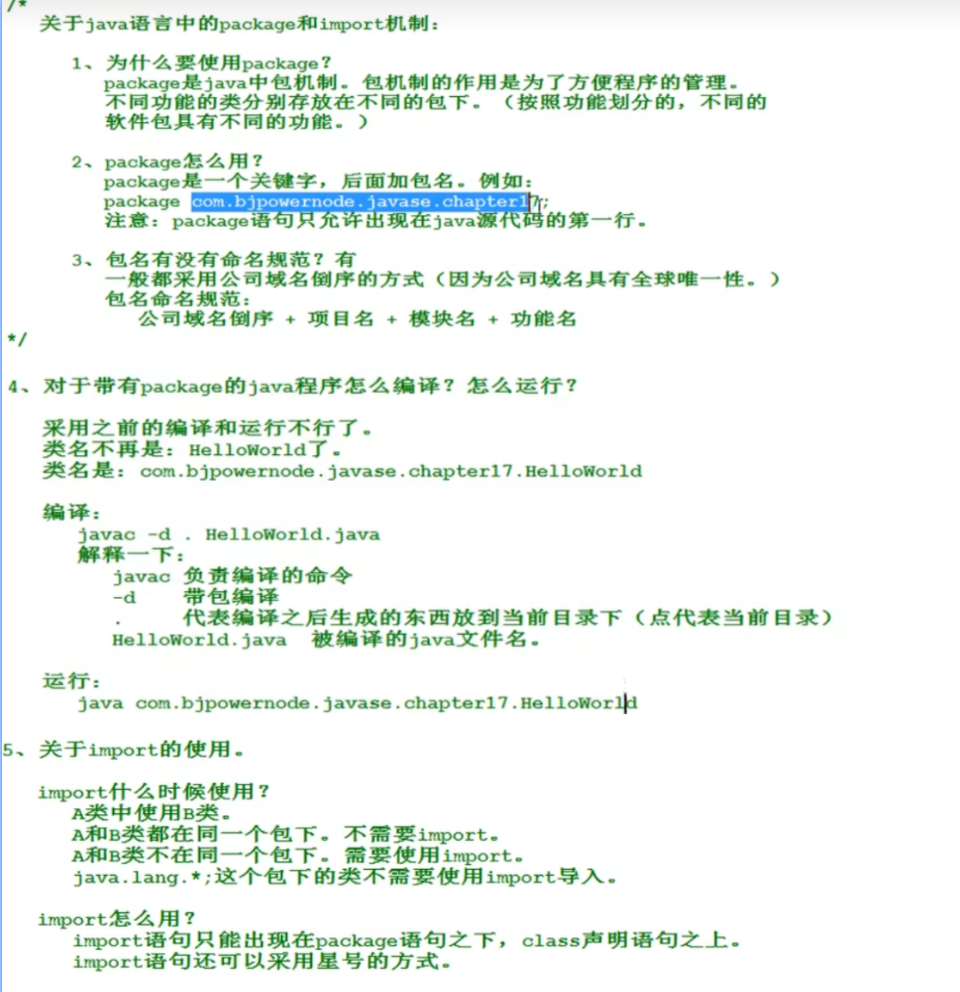 /*
关于java语言中的package和import机制：
1、为什么要使用package？
package是java中包机制。包机制的作用是为了方便程序的管理。
不同功能的类分别存放在不同的包下。（按照功能划分的，不同的
软件包具有不同的功能。）
2、package怎么用？
package是一个关键字，后面加包名。例如：
package com.bjpowernode.javase.chapter17;
注意：package语句只允许出现在java源代码的第一行。
3、包名有没有命名规范？有
一般都采用公司域名倒序的方式（因为公司域名具有全球唯一性。）
包名命名规范：
公司域名倒序 + 项目名 + 模块名 + 功能名
*/
4、对于带有package的java程序怎么编译？怎么运行？
采用之前的编译和运行不行了。
类名不再是：HelloWorld了。
类名是：com.bjpowernode.javase.chapter17.HelloWorld
编译：
javac -d . HelloWorld.java
解释一下：
javac 负责编译的命令
-d 带包编译
. 代表编译之后生成的东西放到当前目录下（点代表当前目录）
HelloWorld.java 被编译的java文件名。
运行：
java com.bjpowernode.javase.chapter17.HelloWorld
5、关于import的使用。
import什么时候使用？
A类中使用B类。
A和B类都在同一个包下。不需要import。
A和B类不在同一个包下。需要使用import。
java.lang.*;这个包下的类不需要使用import导入。
import怎么用？
import语句只能出现在package语句之下，class声明语句之上。
import语句还可以采用星号的方式。